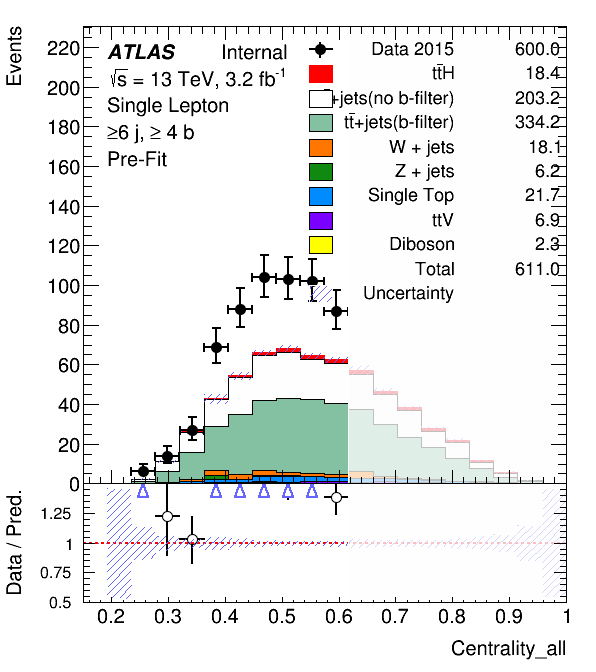 Events
220
200
180
160
140
120
100
80
60
40
20
0
ATLAS Internal
√s = 13 TeV, 3.2 fb-1
Single Lepton
≥6 j, ≥ 4 b
Pre-Fit
Data 2015 600.0
tt̄H 18.4
+jets(no b-filter) 203.2
tt̄+jets(b-filter) 334.2
W + jets 18.1
Z + jets 6.2
Single Top 21.7
ttV 6.9
Diboson 2.3
Total 611.0
Uncertainty
Data / Pred.
1.25
1
0.75
0.5
0.2 0.3 0.4 0.5 0.6 0.7 0.8 0.9 1
Centrality_all